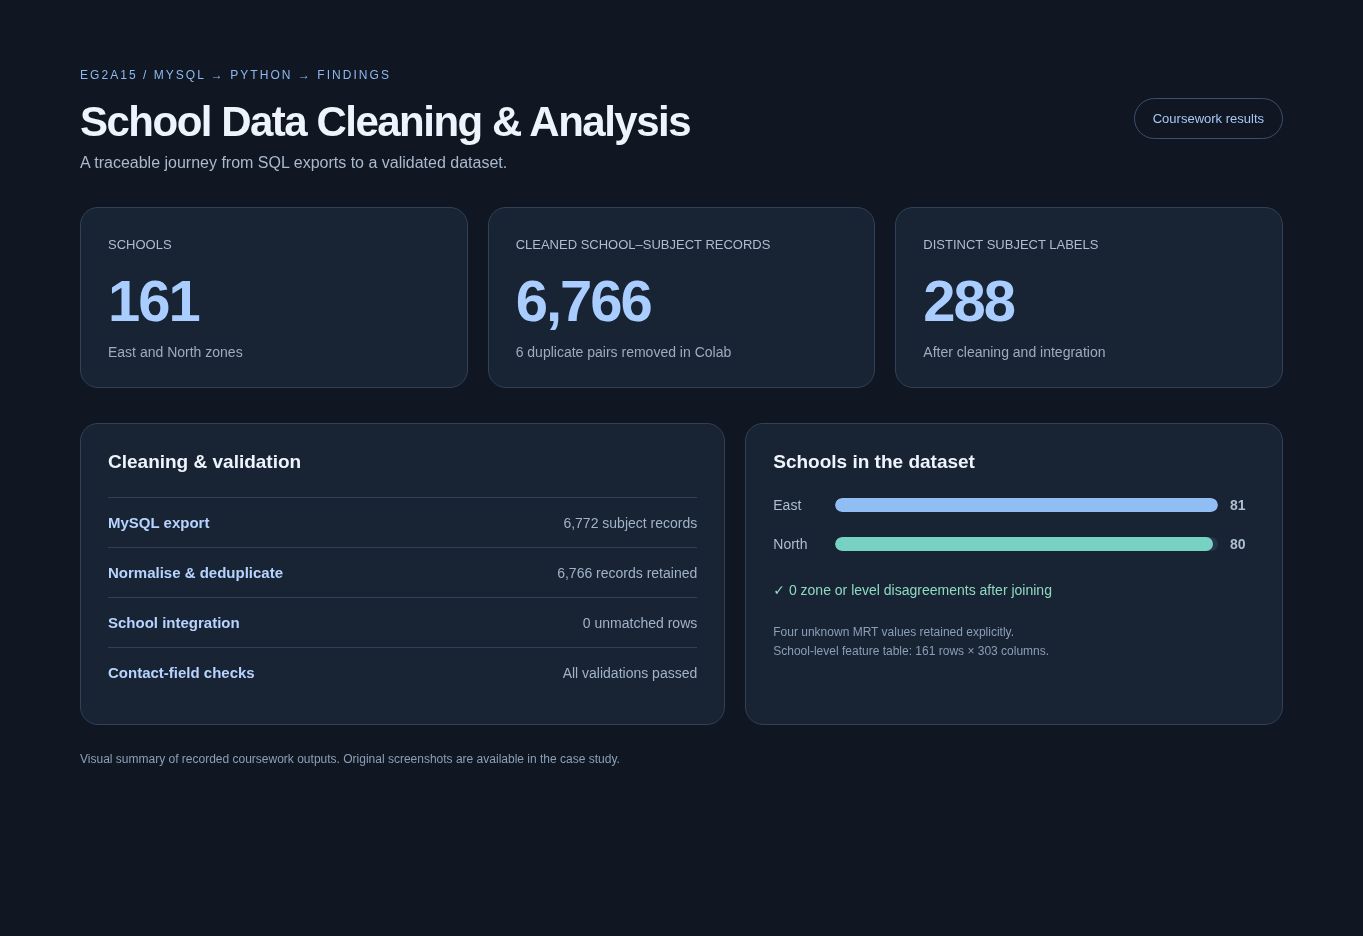 EG2A15 / MYSQL → PYTHON → FINDINGS
School Data Cleaning & Analysis
Coursework results
A traceable journey from SQL exports to a validated dataset.
SCHOOLS
161
East and North zones
CLEANED SCHOOL–SUBJECT RECORDS
6,766
6 duplicate pairs removed in Colab
DISTINCT SUBJECT LABELS
288
After cleaning and integration
Cleaning & validation
MySQL export 6,772 subject records
Normalise & deduplicate 6,766 records retained
School integration 0 unmatched rows
Contact-field checks All validations passed
Schools in the dataset
East 81
North 80
✓ 0 zone or level disagreements after joining
Four unknown MRT values retained explicitly.
School-level feature table: 161 rows × 303 columns.
Visual summary of recorded coursework outputs. Original screenshots are available in the case study.